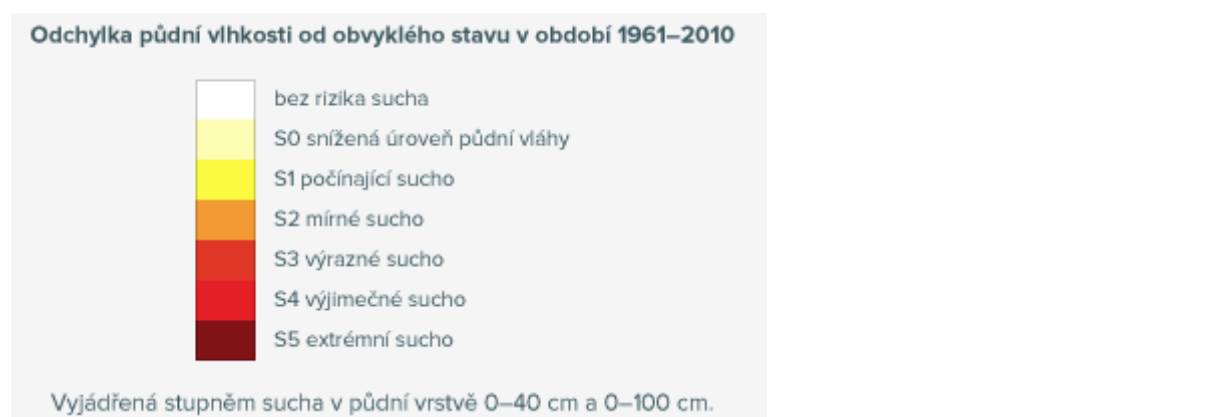 Odchylka půdní vlhkosti od obvyklého stavu v období 1961–2010
bez rizika sucha
S0 snížená úroveň půdní vláhy
S1 počínající sucho
S2 mírné sucho
S3 výrazné sucho
S4 výjimečné sucho
S5 extrémní sucho
Vyjádřená stupněm sucha v půdní vrstvě 0–40 cm a 0–100 cm.